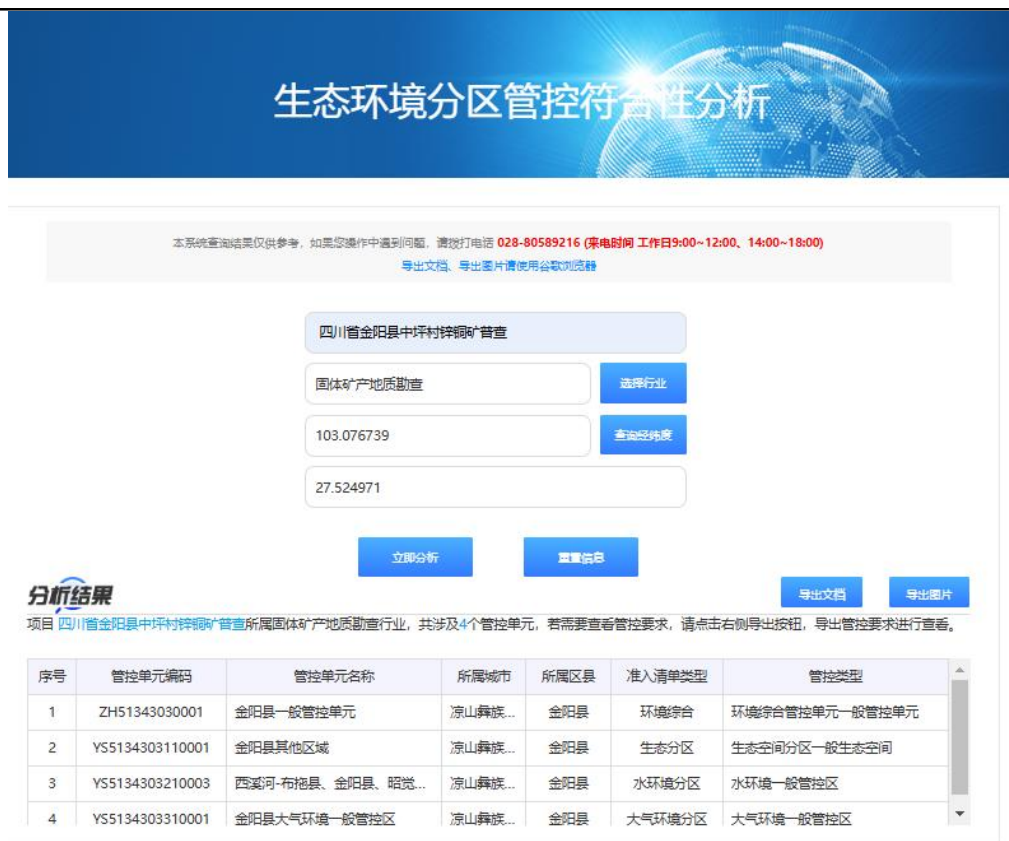 生态环境分区管控符合性分析
本系统查询结果仅供参考，如果您操作中遇到问题，请拨打电话 028-80589216 (来电时间 工作日9:00~12:00、14:00~18:00)
导出文档、导出图片请使用谷歌浏览器
四川省金阳县中坪村锌铜矿普查
固体矿产地质勘查 选择行业
103.076739 查询经纬度
27.524971
立即分析 重置信息
分析结果 导出文档 导出图片
项目 四川省金阳县中坪村锌铜矿普查所属固体矿产地质勘查行业，共涉及4个管控单元，若需要查看管控要求，请点击右侧导出按钮，导出管控要求进行查看。
序号 管控单元编码 管控单元名称 所属城市 所属区县 准入清单类型 管控类型
1 ZH51343030001 金阳县一般管控单元 凉山彝族... 金阳县 环境综合 环境综合管控单元一般管控单元
2 YS5134303110001 金阳县其他区域 凉山彝族... 金阳县 生态分区 生态空间分区一般生态空间
3 YS5134303210003 西溪河-布拖县、金阳县、昭觉... 凉山彝族... 金阳县 水环境分区 水环境一般管控区
4 YS5134303310001 金阳县大气环境一般管控区 凉山彝族... 金阳县 大气环境分区 大气环境一般管控区